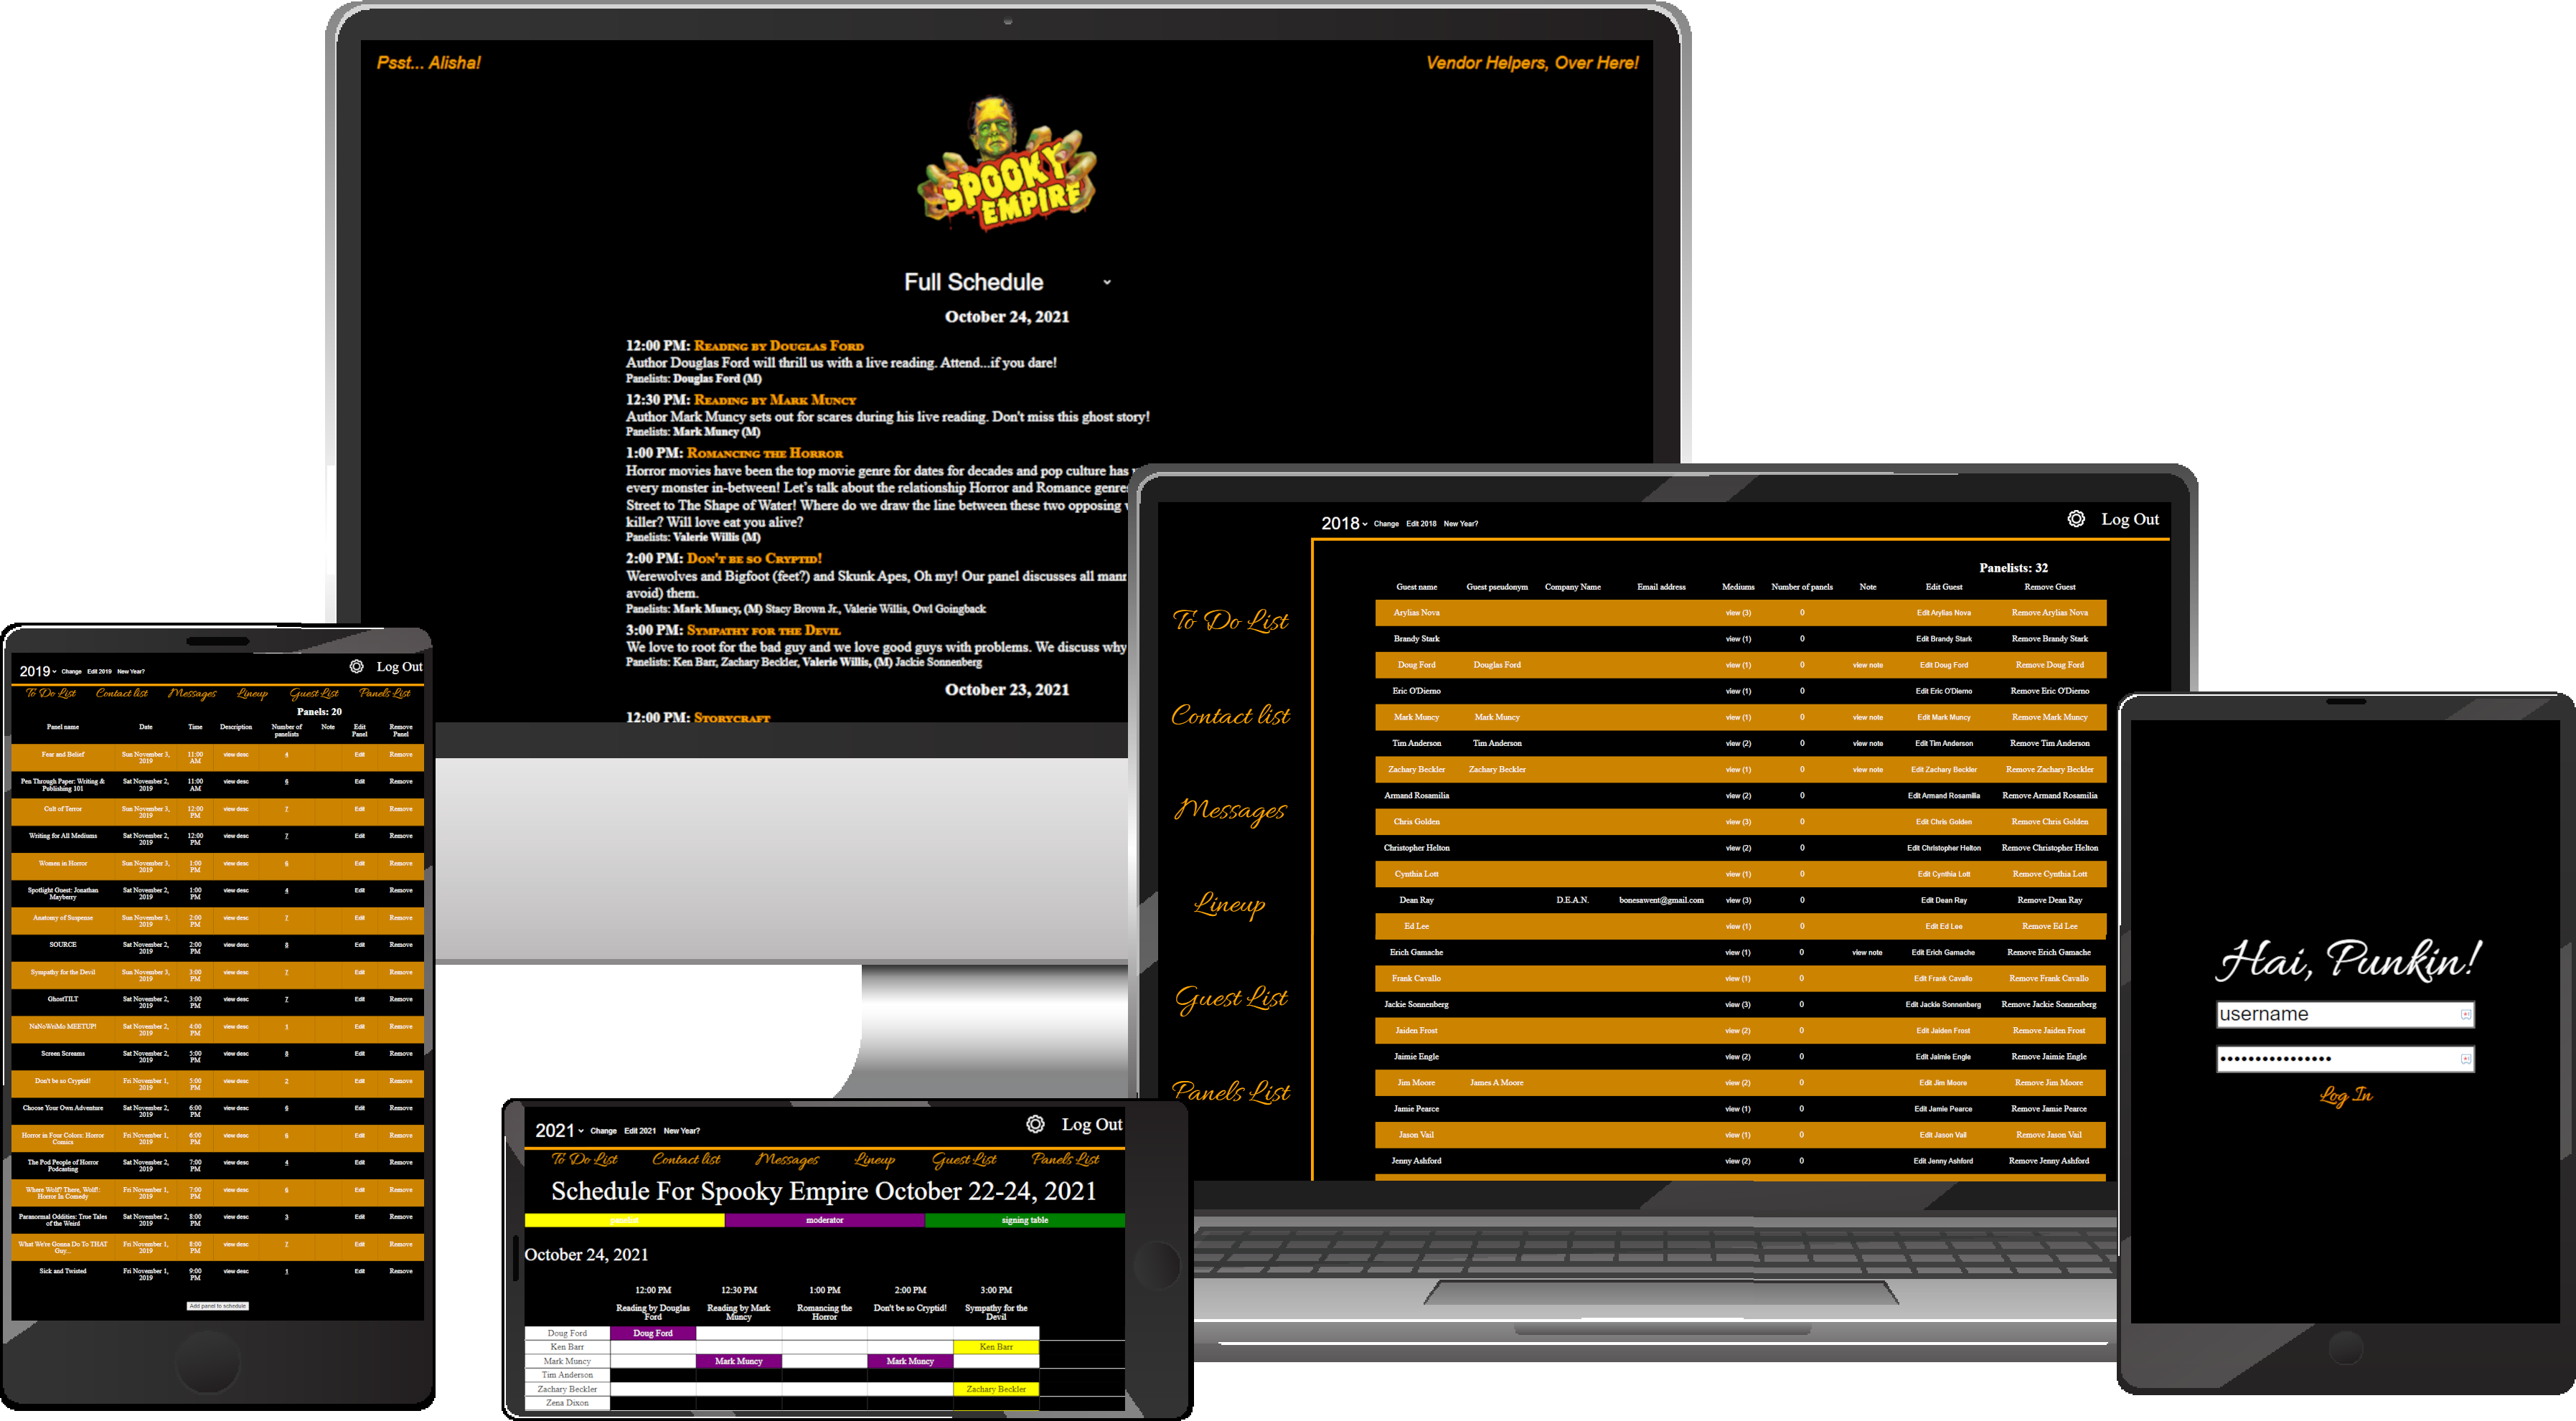 Psst... Alisha!
Vendor Helpers, Over Here!
SPOOKY
EMPIRE
Full Schedule
October 24, 2021
12:00 PM: Reading by Douglas Ford
Author Douglas Ford will thrill us with a live reading. Attend...if you dare!
Panelists: Douglas Ford (M)
12:30 PM: Reading by Mark Muncy
Author Mark Muncy sets out for scares during his live reading. Don't miss this ghost story!
Panelists: Mark Muncy (M)
1:00 PM: Romancing the Horror
Horror movies have been the top movie genre for dates for decades and pop culture has
every monster in-between! Let's talk about the relationship Horror and Romance genre
Street to The Shape of Water! Where do we draw the line between these two opposing
killer? Will love eat you alive?
Panelists: Valerie Willis (M)
2:00 PM: Don't be so Cryptid!
Werewolves and Bigfoot (feet?) and Skunk Apes, Oh my! Our panel discusses all mann
avoid) them.
Panelists: Mark Muncy, (M) Stacy Brown Jr., Valerie Willis, Owl Goingback
3:00 PM: Sympathy for the Devil
We love to root for the bad guy and we love good guys with problems. We discuss why
Panelists: Ken Barr, Zachary Beckler, Valerie Willis, (M) Jackie Sonnenberg
October 23, 2021
12:00 PM: Storycraft
2019 Change Edit 2019 New Year? Log Out
To Do List Contact list Messages Lineup Guest List Panels List
Panels: 20
Panel name Date Time Description Number of panelists Note Edit Panel Remove Panel
Fear and Belief Sun November 3, 2019 11:00 AM view desc 4 Edit Remove
Pen Through Paper: Writing & Publishing 101 Sat November 2, 2019 11:00 AM view desc 6 Edit Remove
Cult of Terror Sun November 3, 2019 12:00 PM view desc 7 Edit Remove
Writing for All Mediums Sat November 2, 2019 12:00 PM view desc 7 Edit Remove
Women in Horror Sun November 3, 2019 1:00 PM view desc 6 Edit Remove
Spotlight Guest: Jonathan Mayberry Sat November 2, 2019 1:00 PM view desc 4 Edit Remove
Anatomy of Suspense Sun November 3, 2019 2:00 PM view desc 7 Edit Remove
SOURCE Sat November 2, 2019 2:00 PM view desc 8 Edit Remove
Sympathy for the Devil Sun November 3, 2019 3:00 PM view desc 7 Edit Remove
GhostTILT Sat November 2, 2019 3:00 PM view desc 7 Edit Remove
NaNoWriMo MEETUP! Sat November 2, 2019 4:00 PM view desc 1 Edit Remove
Screen Screams Sat November 2, 2019 5:00 PM view desc 8 Edit Remove
Don't be so Cryptid! Fri November 1, 2019 5:00 PM view desc 2 Edit Remove
Choose Your Own Adventure Sat November 2, 2019 6:00 PM view desc 6 Edit Remove
Horror in Four Colors: Horror Comics Fri November 1, 2019 6:00 PM view desc 6 Edit Remove
The Pod People of Horror Podcasting Sat November 2, 2019 7:00 PM view desc 4 Edit Remove
Where Wolf? There, Wolf!: Horror In Comedy Fri November 1, 2019 7:00 PM view desc 6 Edit Remove
Paranormal Oddities: True Tales of the Weird Sat November 2, 2019 8:00 PM view desc 3 Edit Remove
What We're Gonna Do To THAT Guy... Fri November 1, 2019 8:00 PM view desc 7 Edit Remove
Sick and Twisted Fri November 1, 2019 9:00 PM view desc 1 Edit Remove
Add panel to schedule
2021 Change Edit 2021 New Year? Log Out
To Do List Contact list Messages Lineup Guest List Panels List
Schedule For Spooky Empire October 22-24, 2021
moderator signing table
October 24, 2021
12:00 PM 12:30 PM 1:00 PM 2:00 PM 3:00 PM
Reading by Douglas Ford Reading by Mark Muncy Romancing the Horror Don't be so Cryptid! Sympathy for the Devil
Doug Ford Doug Ford
Ken Barr Ken Barr
Mark Muncy Mark Muncy Mark Muncy
Tim Anderson
Zachary Beckler Zachary Beckler
Zena Dixon
2018 Change Edit 2018 New Year? Log Out
To Do List
Contact list
Messages
Lineup
Guest List
Panels List
Panelists: 32
Guest name Guest pseudonym Company Name Email address Mediums Number of panels Note Edit Guest Remove Guest
Arylias Nova view (3) 0 Edit Arylias Nova Remove Arylias Nova
Brandy Stark view (1) 0 Edit Brandy Stark Remove Brandy Stark
Doug Ford Douglas Ford view (1) 0 view note Edit Doug Ford Remove Doug Ford
Eric O'Dierno view (1) 0 Edit Eric O'Dierno Remove Eric O'Dierno
Mark Muncy Mark Muncy view (1) 0 view note Edit Mark Muncy Remove Mark Muncy
Tim Anderson Tim Anderson view (2) 0 view note Edit Tim Anderson Remove Tim Anderson
Zachary Beckler Zachary Beckler view (1) 0 view note Edit Zachary Beckler Remove Zachary Beckler
Armand Rosamilia view (2) 0 Edit Armand Rosamilia Remove Armand Rosamilia
Chris Golden view (3) 0 Edit Chris Golden Remove Chris Golden
Christopher Helton view (2) 0 Edit Christopher Helton Remove Christopher Helton
Cynthia Lott view (1) 0 Edit Cynthia Lott Remove Cynthia Lott
Dean Ray D.E.A.N. bonesawent@gmail.com view (3) 0 Edit Dean Ray Remove Dean Ray
Ed Lee view (1) 0 Edit Ed Lee Remove Ed Lee
Erich Gamache view (1) 0 view note Edit Erich Gamache Remove Erich Gamache
Frank Cavallo view (1) 0 Edit Frank Cavallo Remove Frank Cavallo
Jackie Sonnenberg view (3) 0 Edit Jackie Sonnenberg Remove Jackie Sonnenberg
Jaiden Frost view (2) 0 Edit Jaiden Frost Remove Jaiden Frost
Jaimie Engle view (2) 0 Edit Jaimie Engle Remove Jaimie Engle
Jim Moore James A Moore view (2) 0 Edit Jim Moore Remove Jim Moore
Jamie Pearce view (1) 0 Edit Jamie Pearce Remove Jamie Pearce
Jason Vail view (1) 0 Edit Jason Vail Remove Jason Vail
Jenny Ashford view (2) 0 Edit Jenny Ashford Remove Jenny Ashford
Hai, Punkin!
username
Log In